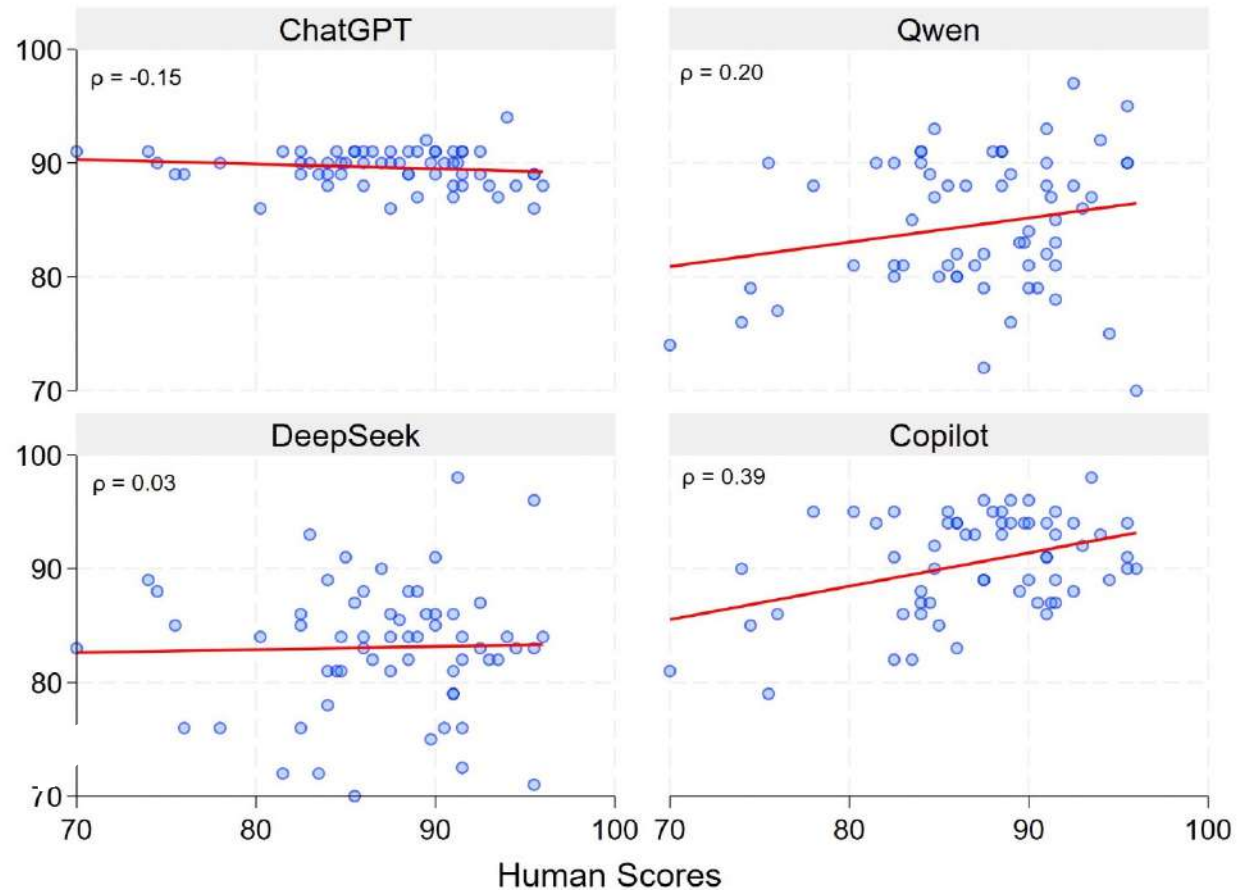 ChatGPT
Qwen
100
ρ = -0.15
ρ = 0.20
90
80
70
DeepSeek
Copilot
100
ρ = 0.03
ρ = 0.39
90
80
70
70 80 90 100 70 80 90 100
Human Scores